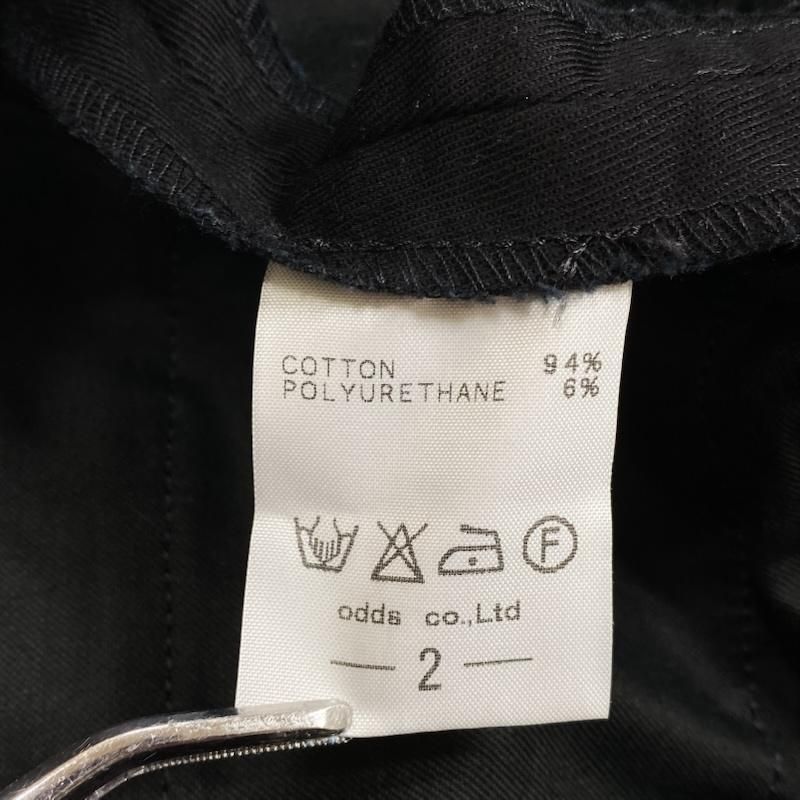 COTTON 94%
POLYURETHANE 6%
F
odds co.,Ltd
2